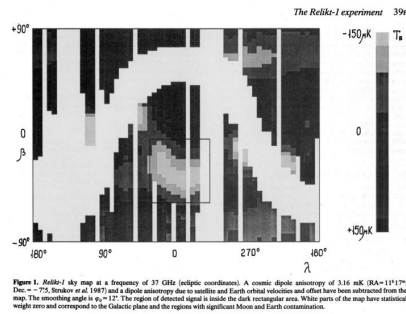 The Relikt-1 experiment 39
+90°
0
β
−90°
180° 90° 0 270° 180°
λ
−150μK Tʙ
0
+150μK
Figure 1. Relikt-1 sky map at a frequency of 37 GHz (ecliptic coordinates). A cosmic dipole anisotropy of 3.16 mK (RA=11ʰ17ᵐ
Dec. = −7°.5, Strukov et al. 1987) and a dipole anisotropy due to satellite and Earth orbital velocities and offset have been subtracted from the
map. The smoothing angle is φ₀=12°. The region of detected signal is inside the dark rectangular area. White parts of the map have statistical
weight zero and correspond to the Galactic plane and the regions with significant Moon and Earth contamination.